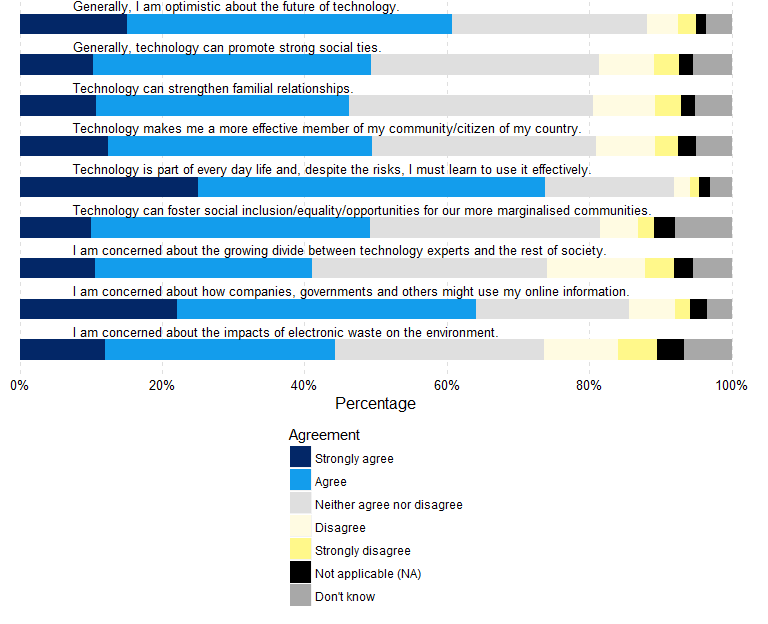 Generally, I am optimistic about the future of technology.
Generally, technology can promote strong social ties.
Technology can strengthen familial relationships.
Technology makes me a more effective member of my community/citizen of my country.
Technology is part of every day life and, despite the risks, I must learn to use it effectively.
Technology can foster social inclusion/equality/opportunities for our more marginalised communities.
I am concerned about the growing divide between technology experts and the rest of society.
I am concerned about how companies, governments and others might use my online information.
I am concerned about the impacts of electronic waste on the environment.
0% 20% 40% 60% 80% 100%
Percentage
Agreement
Strongly agree
Agree
Neither agree nor disagree
Disagree
Strongly disagree
Not applicable (NA)
Don't know